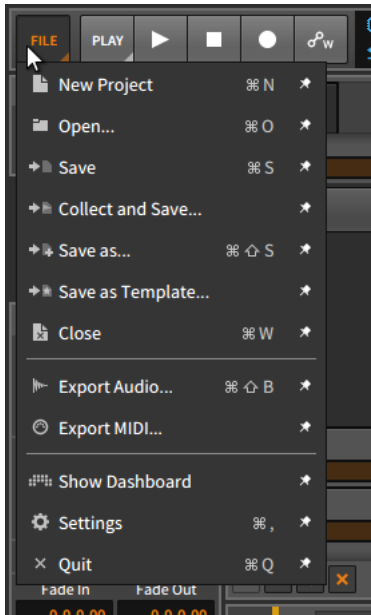 FILE PLAY W
New Project ⌘ N
Open... ⌘ O
Save ⌘ S
Collect and Save...
Save as... ⌘ ⇧ S
Save as Template...
Close ⌘ W
Export Audio... ⌘ ⇧ B
Export MIDI...
Show Dashboard
Settings ⌘ ,
Quit ⌘ Q
Fade In Fade Out